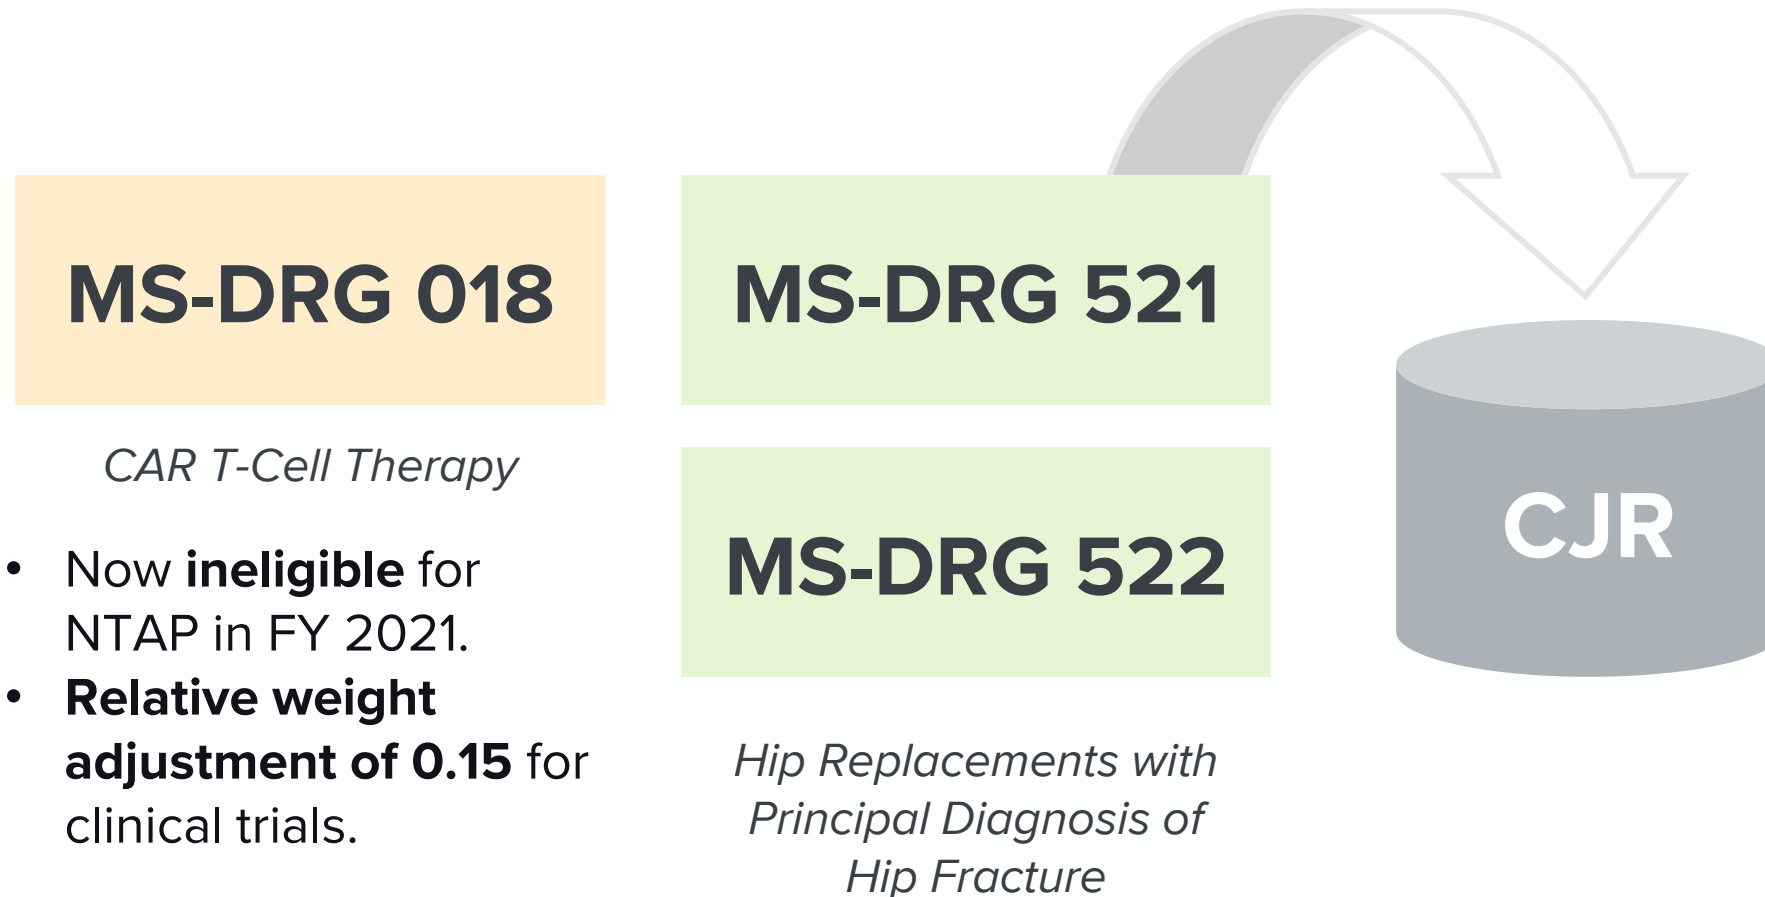 MS-DRG 018
CAR T-Cell Therapy
• Now ineligible for
NTAP in FY 2021.
• Relative weight
adjustment of 0.15 for
clinical trials.
MS-DRG 521
MS-DRG 522
Hip Replacements with
Principal Diagnosis of
Hip Fracture
CJR